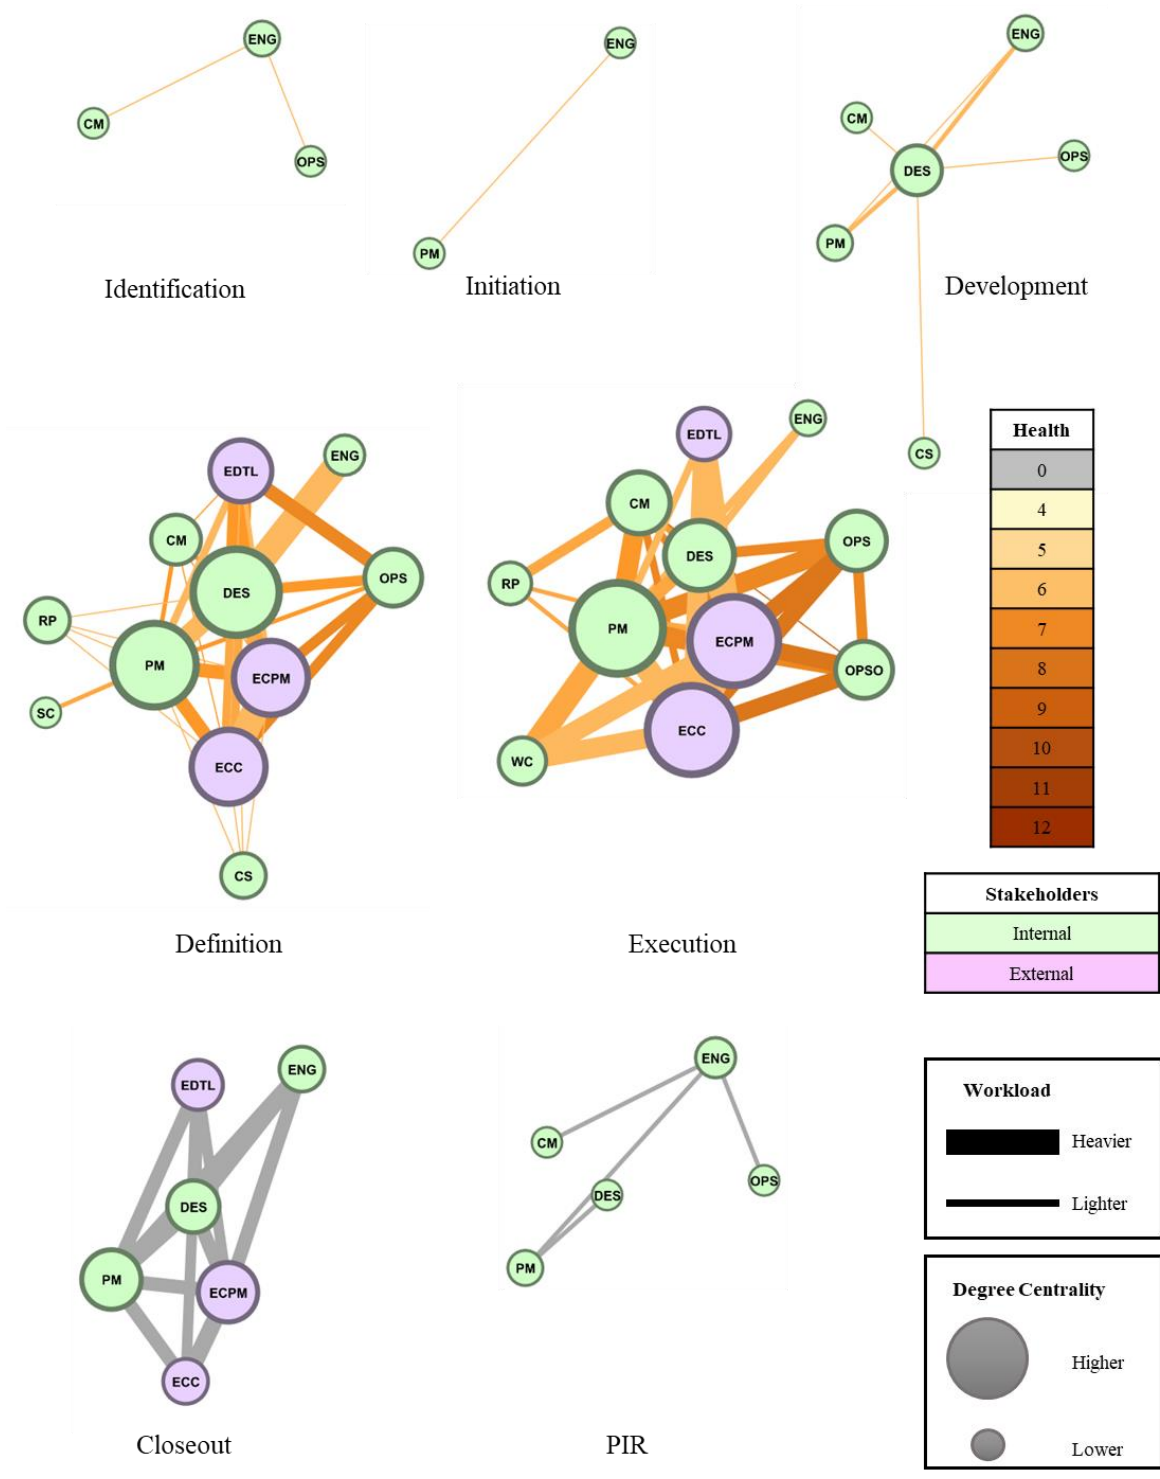 ENG
CM
OPS
Identification
ENG
PM
Initiation
ENG
CM
OPS
DES
PM
CS
Development
EDTL
ENG
CM
OPS
DES
RP
PM
ECPM
SC
ECC
CS
Definition
EDTL
ENG
CM
OPS
DES
RP
PM
ECPM
OPSO
ECC
WC
Execution
Health
0
4
5
6
7
8
9
10
11
12
Stakeholders
Internal
External
EDTL
ENG
DES
PM
ECPM
ECC
Closeout
ENG
CM
OPS
DES
PM
PIR
Workload
Heavier
Lighter
Degree Centrality
Higher
Lower